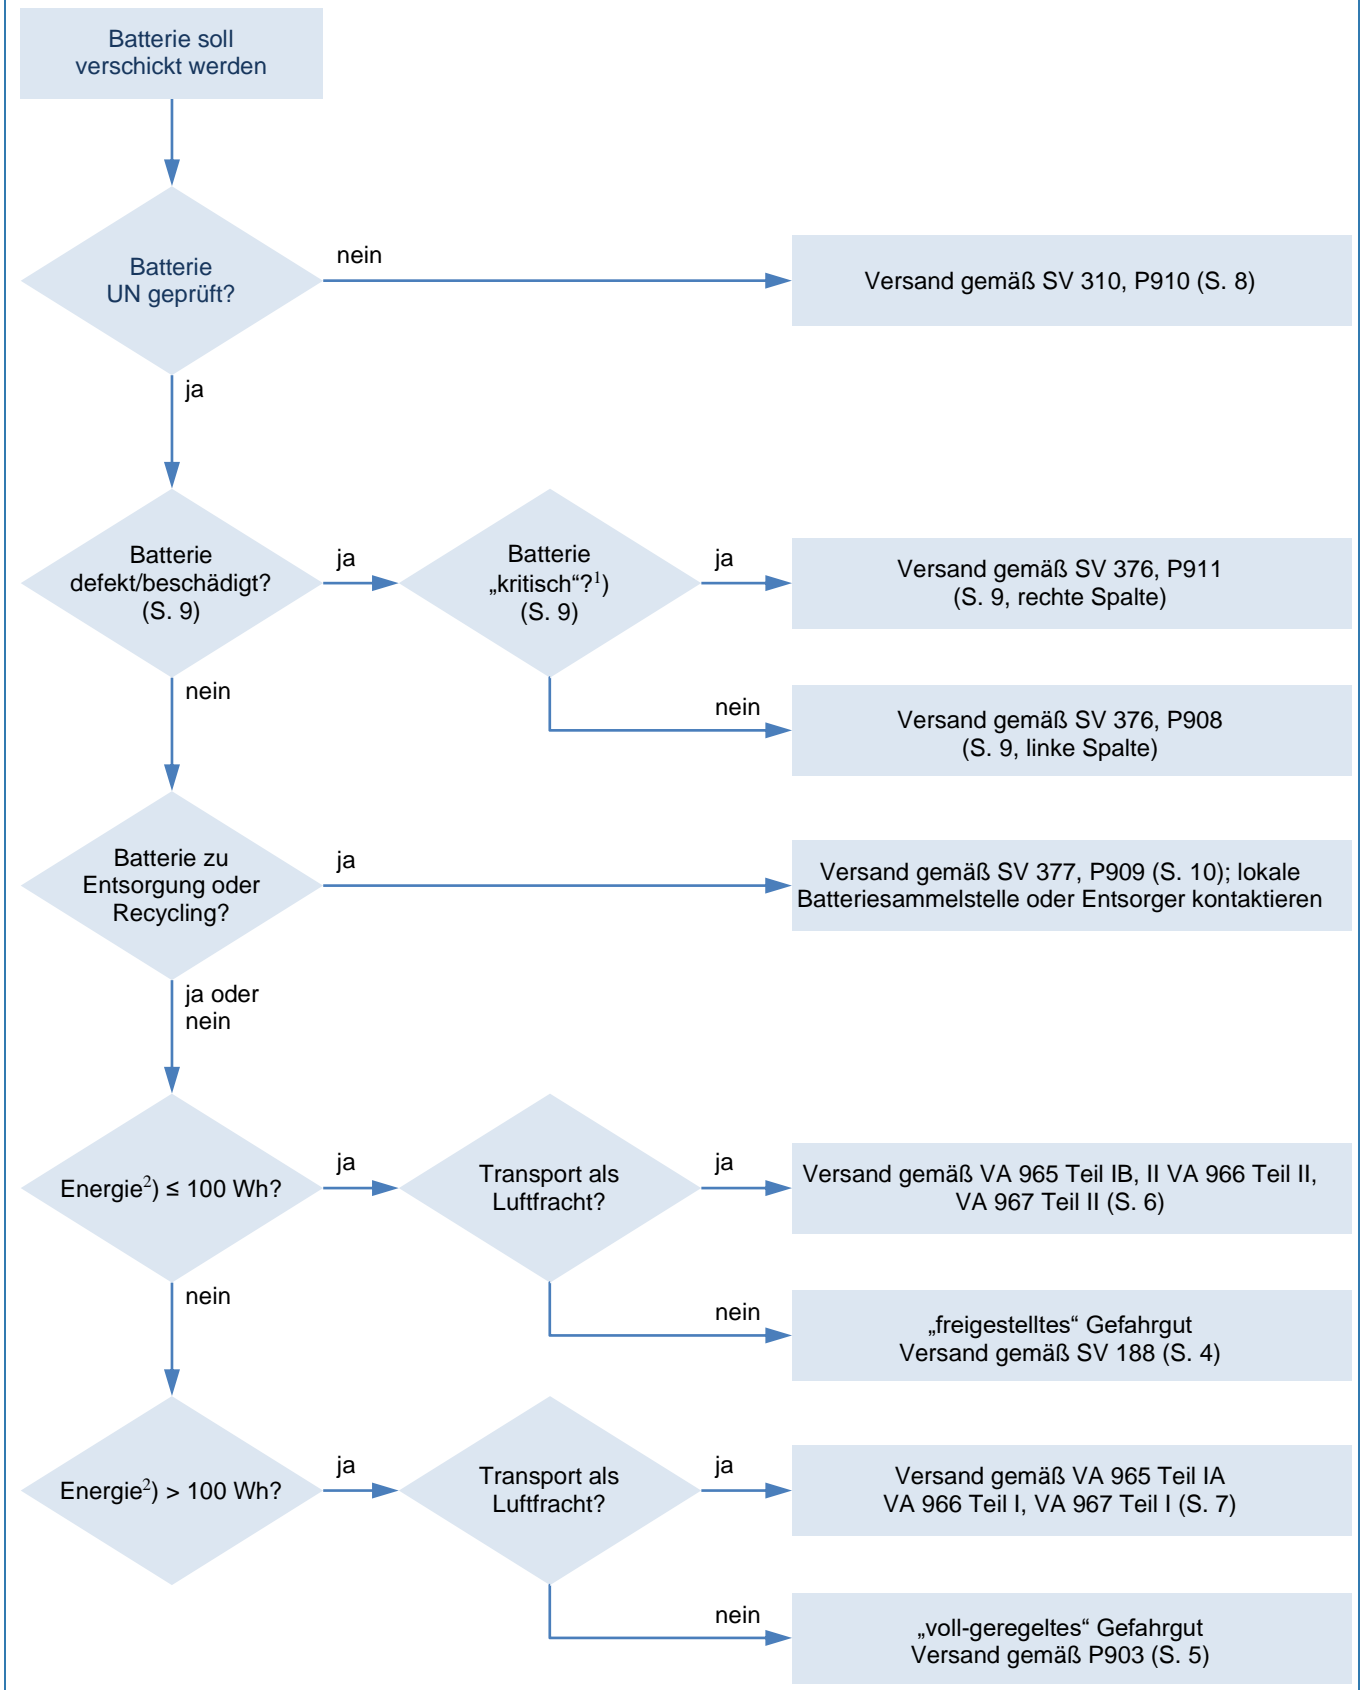 Batterie soll
verschickt werden
Batterie
UN geprüft?
nein
Versand gemäß SV 310, P910 (S. 8)
ja
Batterie
defekt/beschädigt?
(S. 9)
ja
Batterie
„kritisch“?¹)
(S. 9)
ja
Versand gemäß SV 376, P911
(S. 9, rechte Spalte)
nein
nein
Versand gemäß SV 376, P908
(S. 9, linke Spalte)
Batterie zu
Entsorgung oder
Recycling?
ja
Versand gemäß SV 377, P909 (S. 10); lokale
Batteriesammelstelle oder Entsorger kontaktieren
ja oder
nein
Energie²) ≤ 100 Wh?
ja
Transport als
Luftfracht?
ja
Versand gemäß VA 965 Teil IB, II VA 966 Teil II,
VA 967 Teil II (S. 6)
nein
nein
„freigestelltes“ Gefahrgut
Versand gemäß SV 188 (S. 4)
Energie²) > 100 Wh?
ja
Transport als
Luftfracht?
ja
Versand gemäß VA 965 Teil IA
VA 966 Teil I, VA 967 Teil I (S. 7)
nein
„voll-geregeltes“ Gefahrgut
Versand gemäß P903 (S. 5)